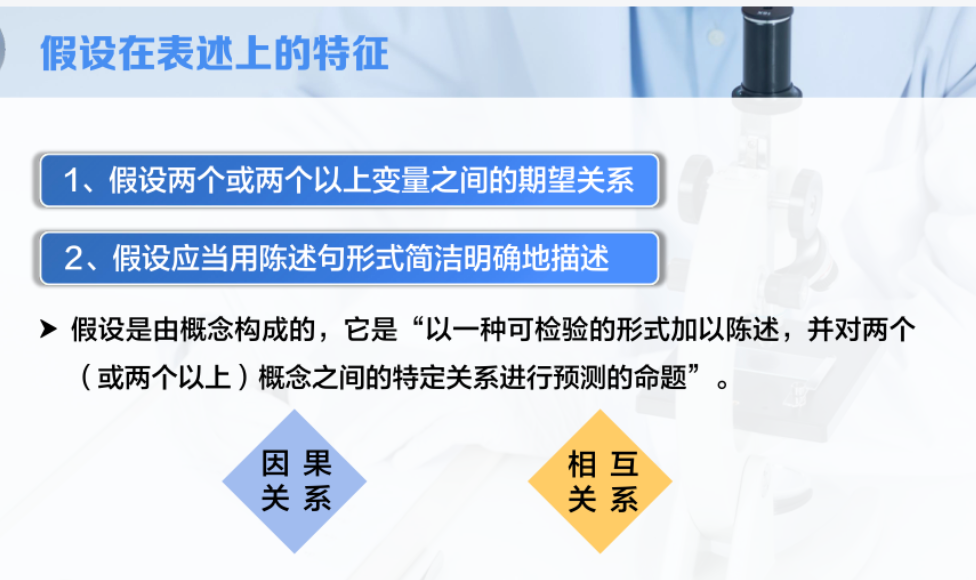 假设在表述上的特征
1、假设两个或两个以上变量之间的期望关系
2、假设应当用陈述句形式简洁明确地描述
➤ 假设是由概念构成的，它是“以一种可检验的形式加以陈述，并对两个
（或两个以上）概念之间的特定关系进行预测的命题”。
因果
关系
相互
关系